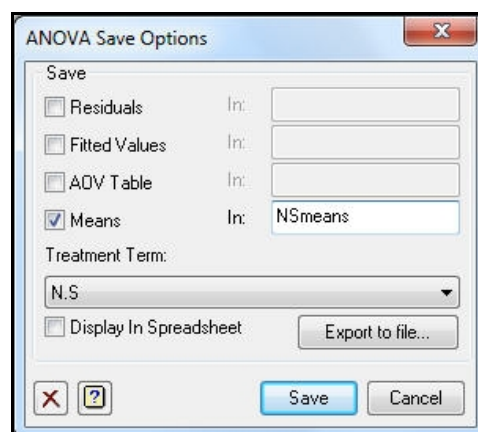 ANOVA Save Options
Save
Residuals In:
Fitted Values In:
AOV Table In:
Means In: NSmeans
Treatment Term:
N.S
Display In Spreadsheet Export to file...
Save Cancel